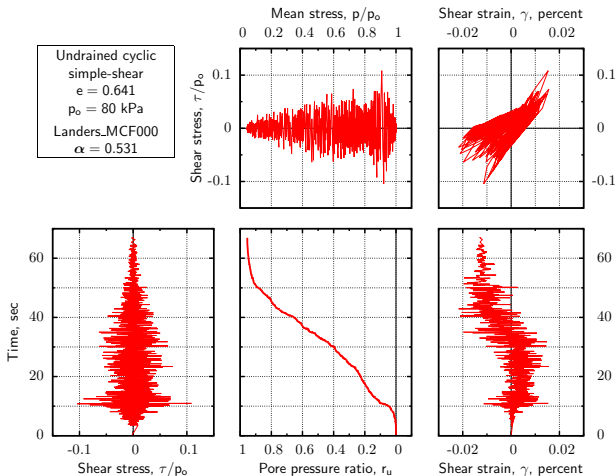 Mean stress, p/pₒ
Shear strain, γ, percent
0 0.2 0.4 0.6 0.8 1
-0.02 0 0.02
Undrained cyclic
simple-shear
e = 0.641
pₒ = 80 kPa
Landers_MCF000
α = 0.531
Shear stress, τ/pₒ
0.1
0
-0.1
0.1
0
-0.1
Time, sec
60
40
20
0
60
40
20
0
-0.1 0 0.1
1 0.8 0.6 0.4 0.2 0
-0.02 0 0.02
Shear stress, τ/pₒ
Pore pressure ratio, rᵤ
Shear strain, γ, percent